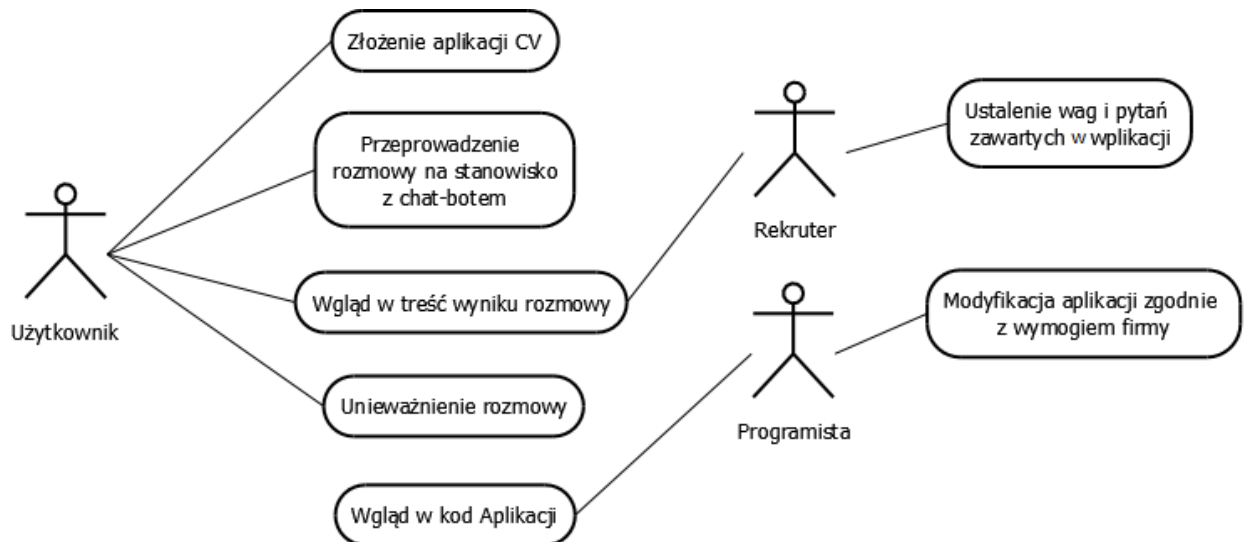 Złożenie aplikacji CV
Przeprowadzenie
rozmowy na stanowisko
z chat-botem
Użytkownik
Wgląd w treść wyniku rozmowy
Unieważnienie rozmowy
Wgląd w kod Aplikacji
Rekruter
Ustalenie wag i pytań
zawartych w wplikacji
Programista
Modyfikacja aplikacji zgodnie
z wymogiem firmy